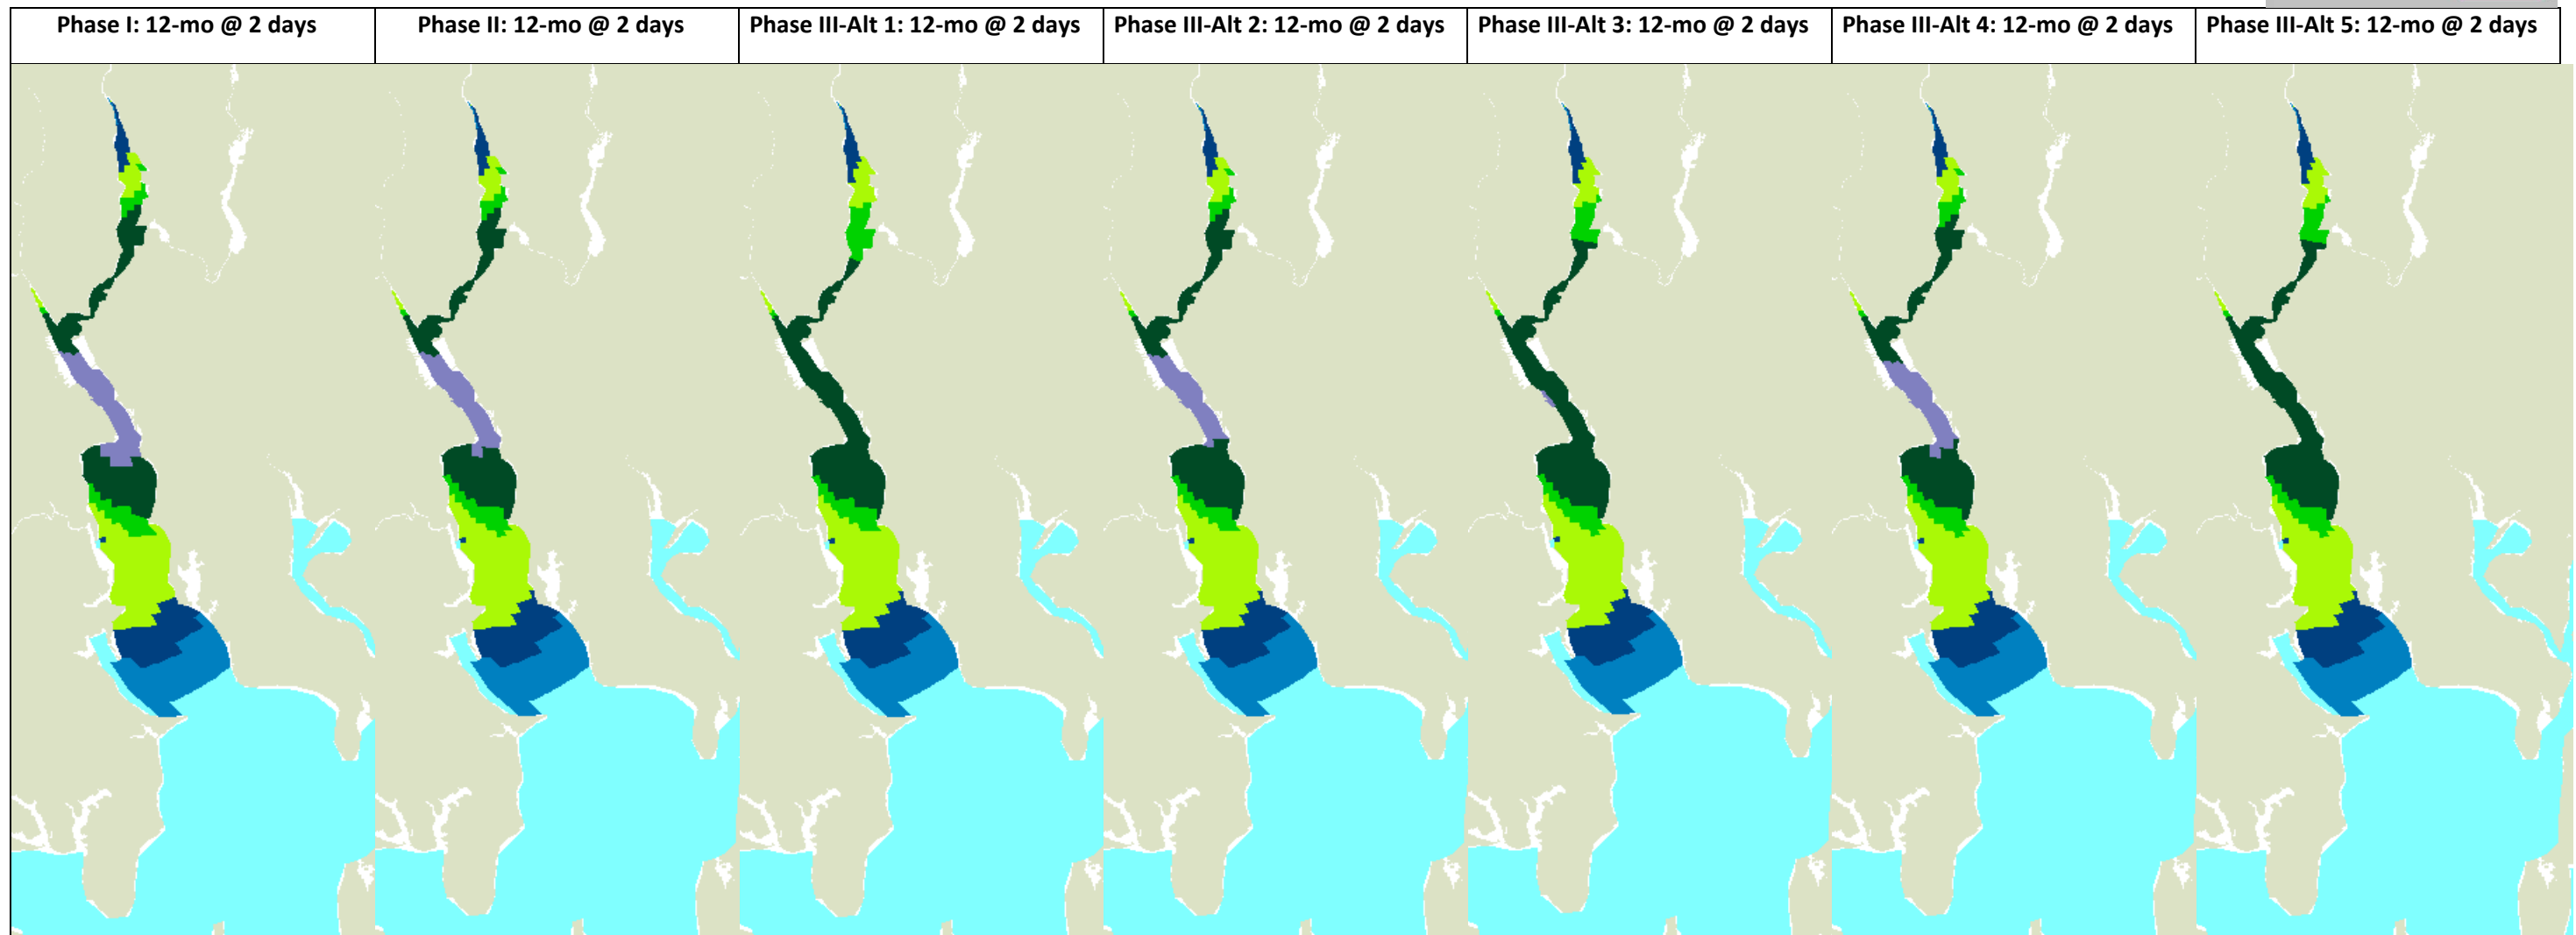 Phase I: 12-mo @ 2 days
Phase II: 12-mo @ 2 days
Phase III-Alt 1: 12-mo @ 2 days
Phase III-Alt 2: 12-mo @ 2 days
Phase III-Alt 3: 12-mo @ 2 days
Phase III-Alt 4: 12-mo @ 2 days
Phase III-Alt 5: 12-mo @ 2 days